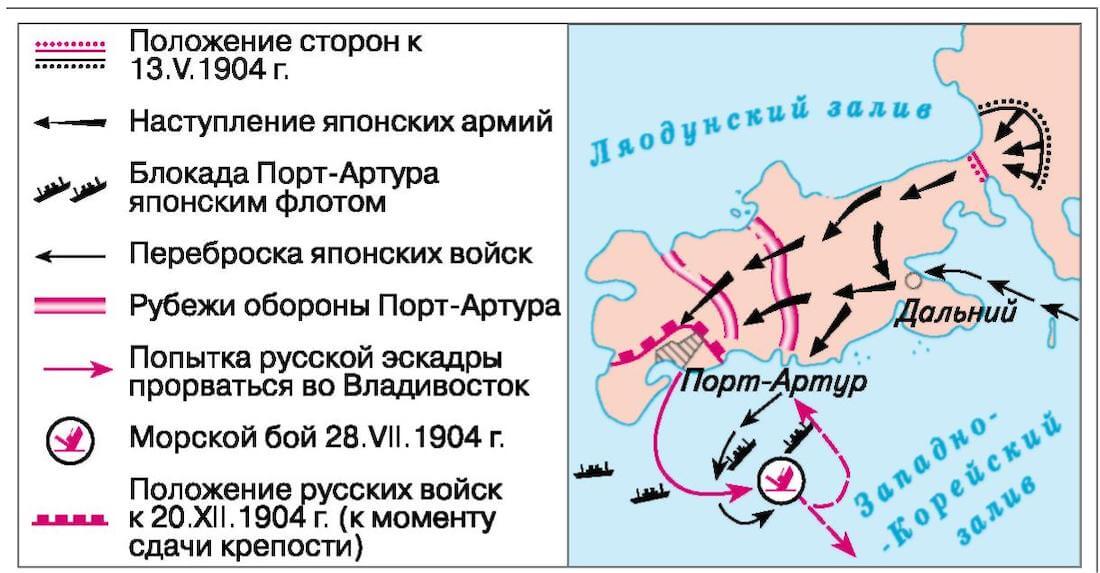 Положение сторон к
13.V.1904 г.
Наступление японских армий
Блокада Порт-Артура
японским флотом
Переброска японских войск
Рубежи обороны Порт-Артура
Попытка русской эскадры
прорваться во Владивосток
Морской бой 28.VII.1904 г.
Положение русских войск
к 20.XII.1904 г. (к моменту
сдачи крепости)
Ляодунский залив
Дальний
Порт-Артур
Западно-
-Корейский
залив